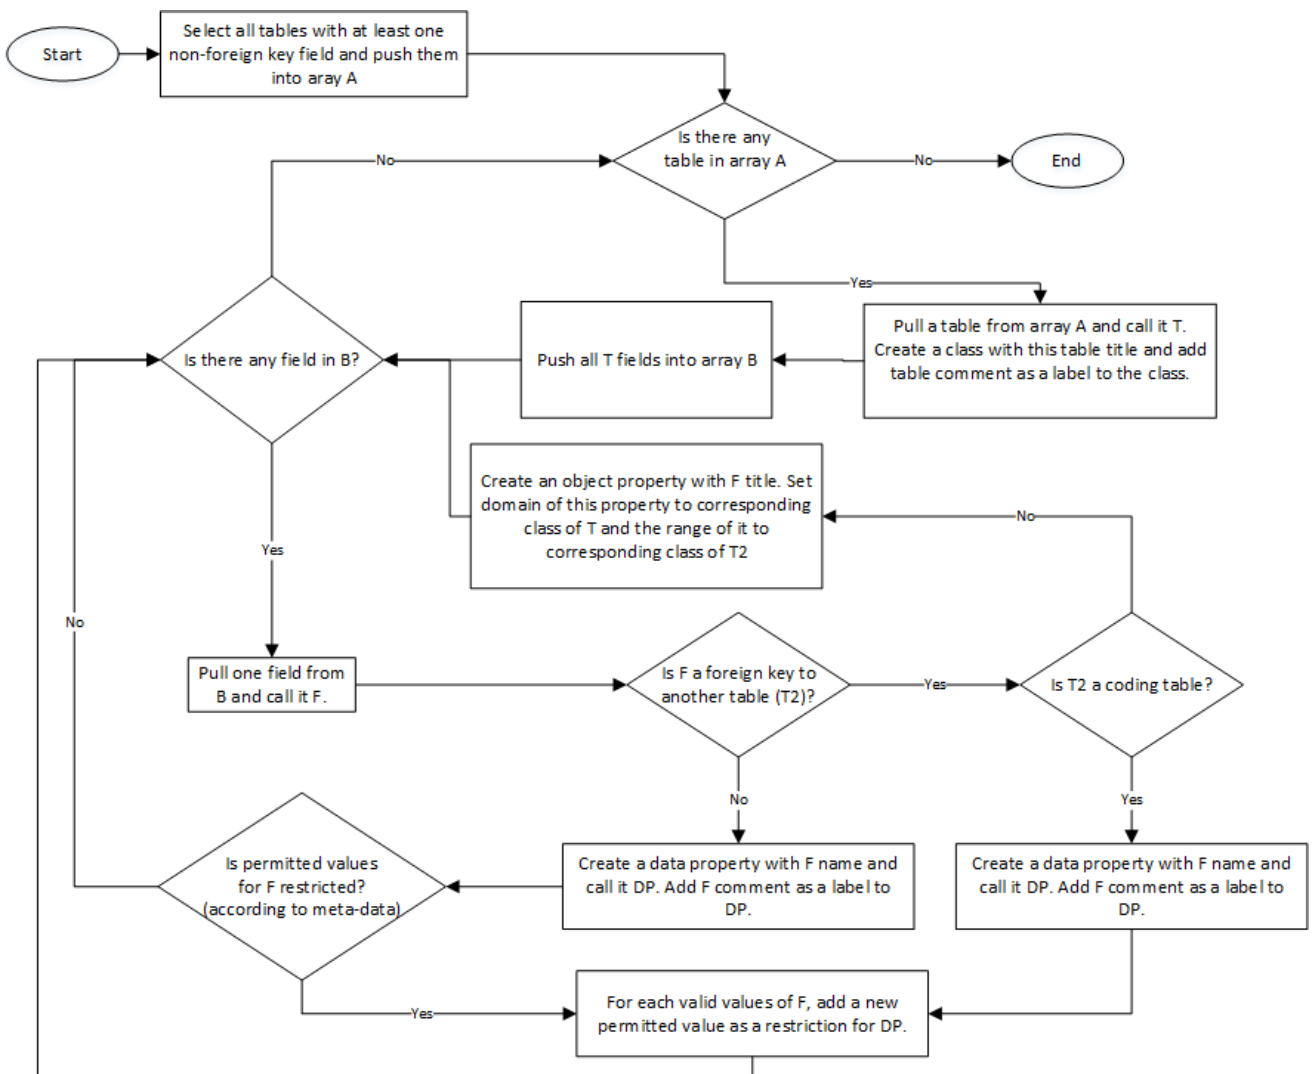 Start
Select all tables with at least one
non-foreign key field and push them
into aray A
Is there any
table in array A
No
No
End
Yes
Pull a table from array A and call it T.
Create a class with this table title and add
table comment as a label to the class.
Push all T fields into array B
Is there any field in B?
Create an object property with F title. Set
domain of this property to corresponding
class of T and the range of it to
corresponding class of T2
No
Yes
No
Pull one field from
B and call it F.
Is F a foreign key to
another table (T2)?
Yes
Is T2 a coding table?
No
Yes
Is permitted values
for F restricted?
(according to meta-data)
Create a data property with F name and
call it DP. Add F comment as a label to
DP.
Create a data property with F name and
call it DP. Add F comment as a label to
DP.
Yes
For each valid values of F, add a new
permitted value as a restriction for DP.